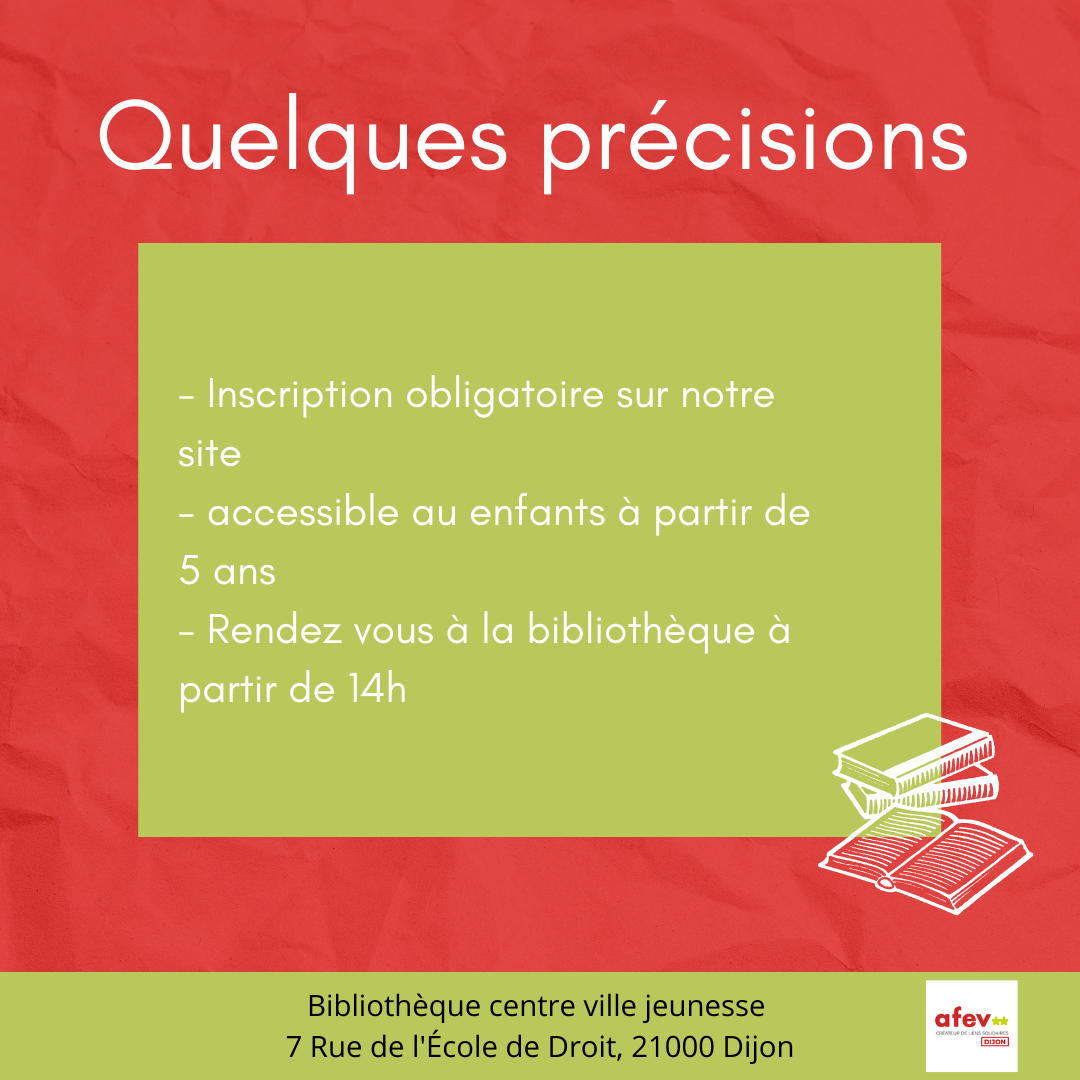 Quelques précisions
- Inscription obligatoire sur notre
site
- accessible au enfants à partir de
5 ans
- Rendez vous à la bibliothèque à
partir de 14h
Bibliothèque centre ville jeunesse
7 Rue de l'École de Droit, 21000 Dijon
afev
CRÉATEUR DE LIENS SOLIDAIRES
DIJON